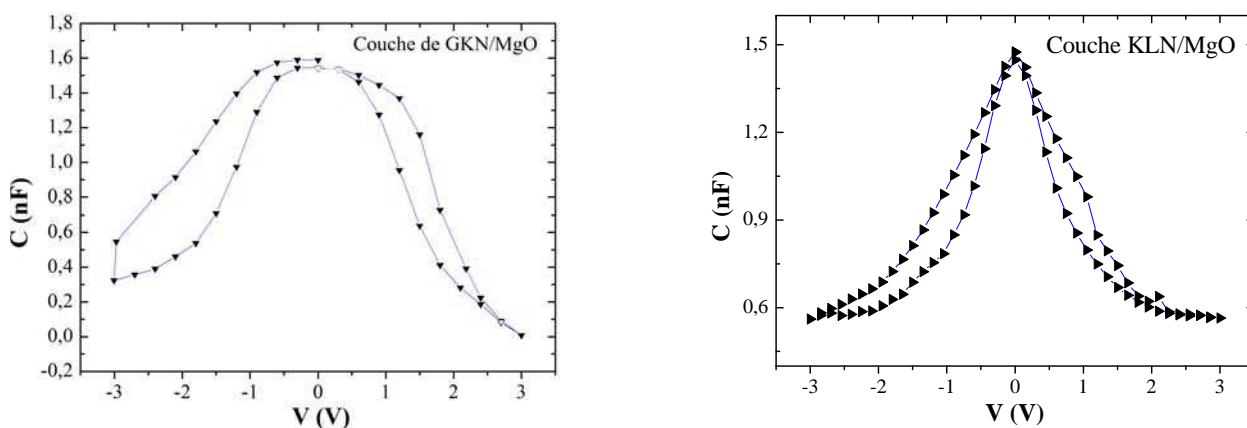 Couche de GKN/MgO
1,8
1,6
1,4
1,2
1,0
0,8
0,6
0,4
0,2
0,0
-0,2
C (nF)
-3 -2 -1 0 1 2 3
V (V)
Couche KLN/MgO
1,5
1,2
0,9
0,6
C (nF)
-3 -2 -1 0 1 2 3
V (V)